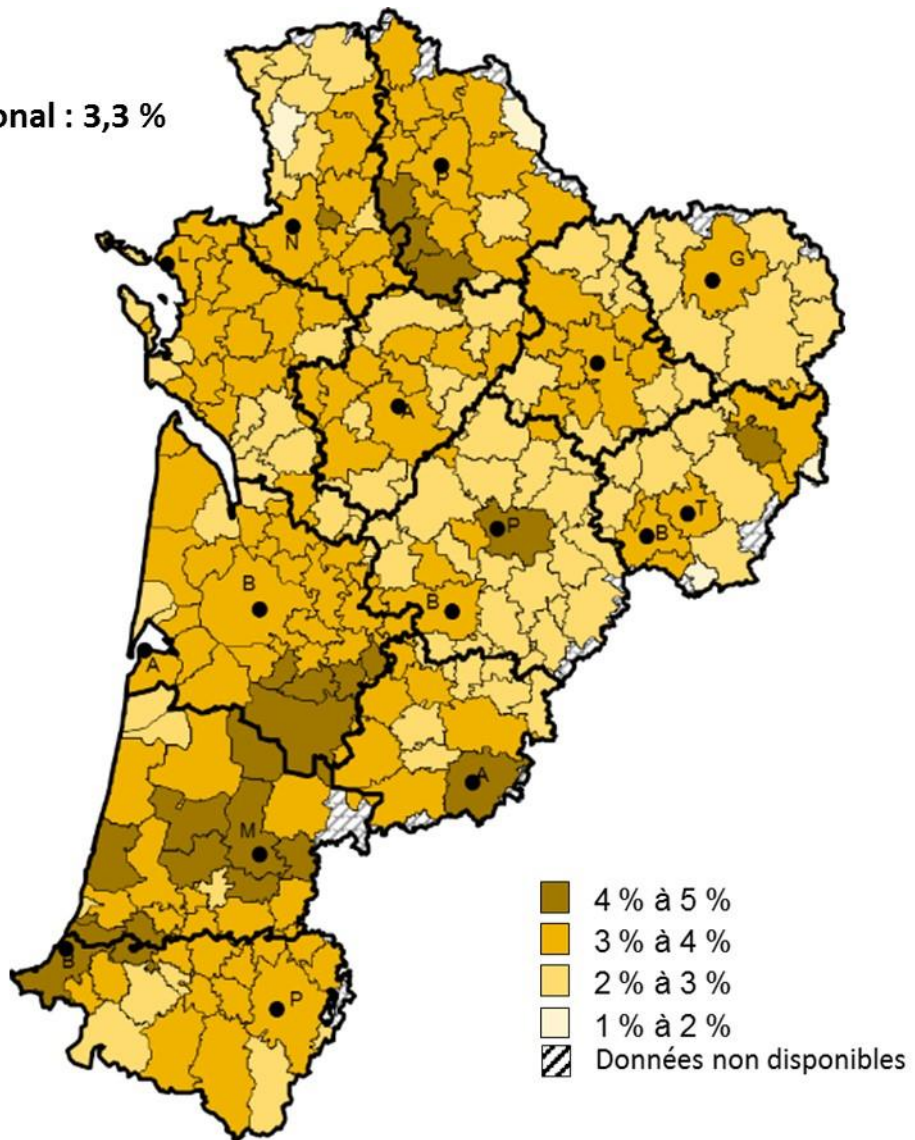 onal : 3,3 %
P
N
L
G
L
A
P
T
B
B
B
A
A
M
B
P
4 % à 5 %
3 % à 4 %
2 % à 3 %
1 % à 2 %
Données non disponibles